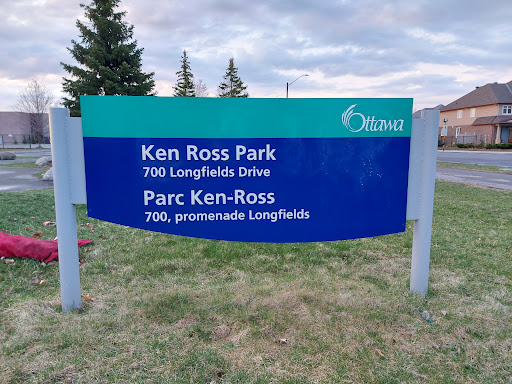 Ottawa
Ken Ross Park
700 Longfields Drive
Parc Ken-Ross
700, promenade Longfields